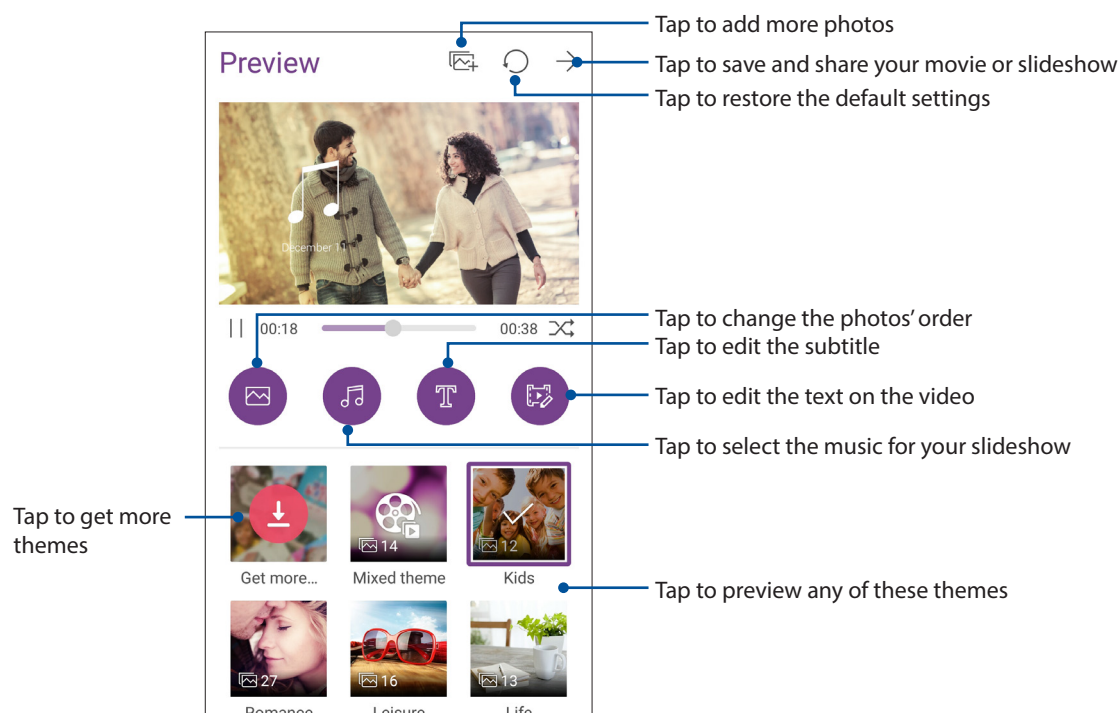 Tap to add more photos
Preview
Tap to save and share your movie or slideshow
Tap to restore the default settings
December 11
00:18
00:38
Tap to change the photos’ order
Tap to edit the subtitle
T
Tap to edit the text on the video
Tap to select the music for your slideshow
Tap to get more
themes
14
12
Get more...
Mixed theme
Kids
Tap to preview any of these themes
27
16
13
Romance
Leisure
Life